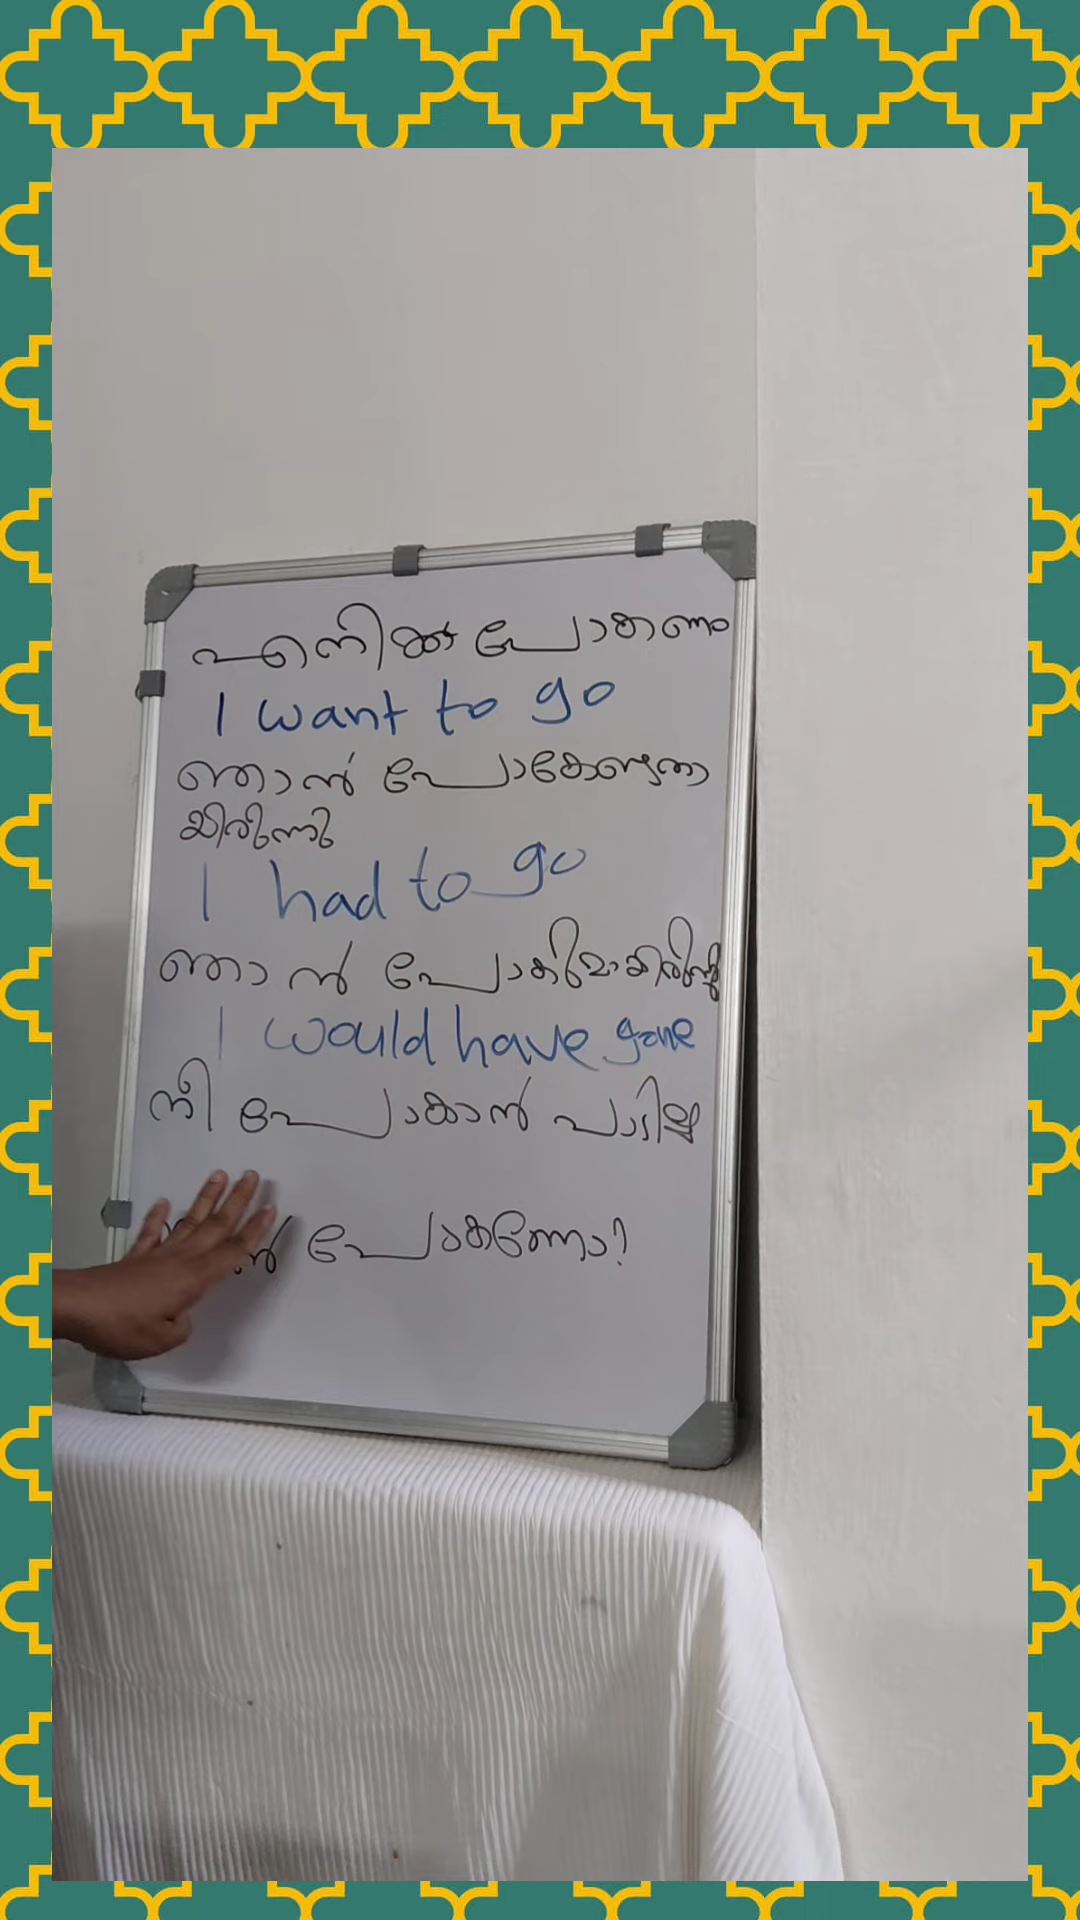 എനിക്ക് പോകണം
I want to go
ഞാൻ പോകേണ്ടതാ
യിരുന്നു
I had to go
ഞാൻ പോകുമായിരുന്നു
I would have gone
നീ പോകാൻ പാടില്ല
പോകണോ?